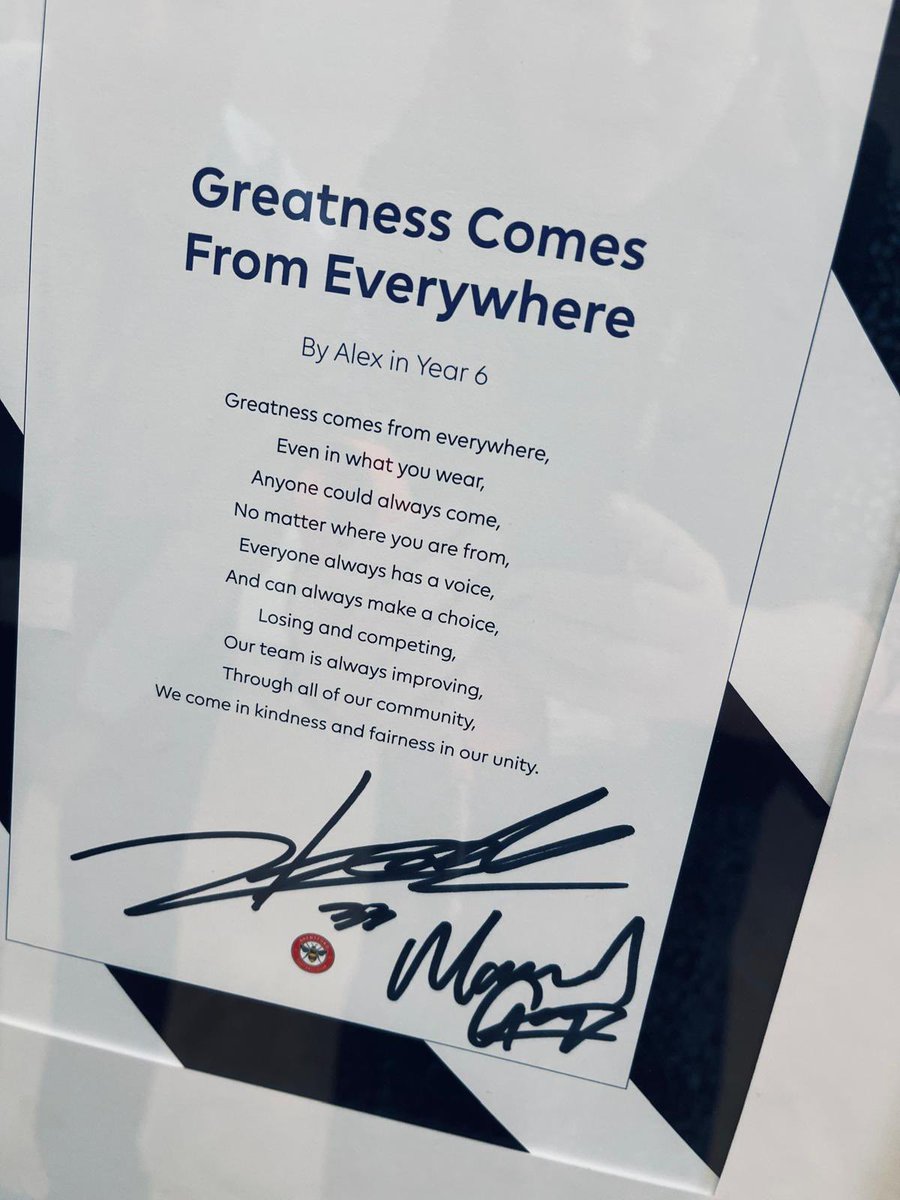 Greatness Comes
From Everywhere
By Alex in Year 6
Greatness comes from everywhere,
Even in what you wear,
Anyone could always come,
No matter where you are from,
Everyone always has a voice,
And can always make a choice,
Losing and competing,
Our team is always improving,
Through all of our community,
We come in kindness and fairness in our unity.